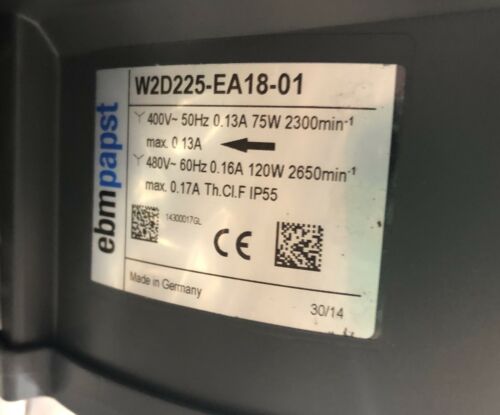 ebmpapst
W2D225-EA18-01
Y 400V~ 50Hz 0.13A 75W 2300min-¹
max. 0.13A
Y 480V~ 60Hz 0.16A 120W 2650min-¹
max. 0.17A Th.Cl.F IP55
14300017GL
CE
Made in Germany
30/14